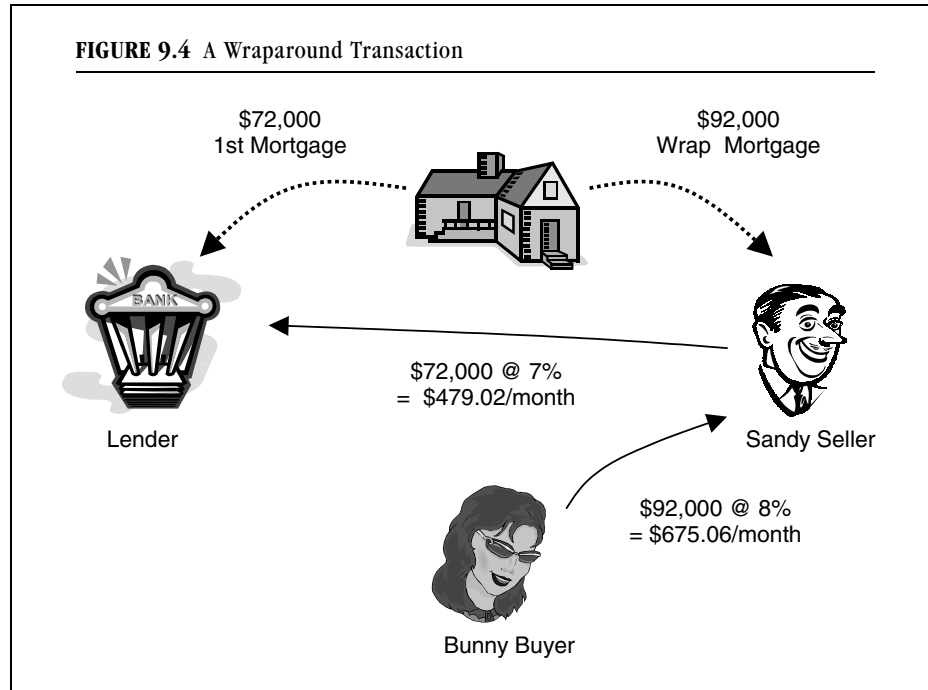 FIGURE 9.4 A Wraparound Transaction
$72,000
1st Mortgage
$92,000
Wrap Mortgage
BANK
$72,000 @ 7%
= $479.02/month
Lender
Sandy Seller
$92,000 @ 8%
= $675.06/month
Bunny Buyer